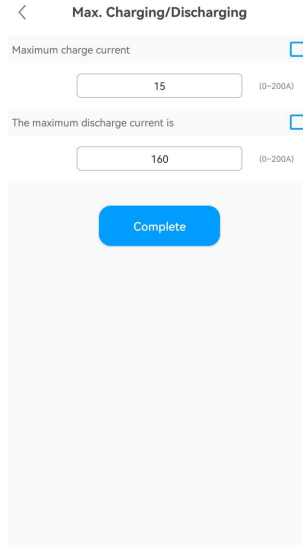 Max. Charging/Discharging
Maximum charge current
15 (0~200A)
The maximum discharge current is
160 (0~200A)
Complete